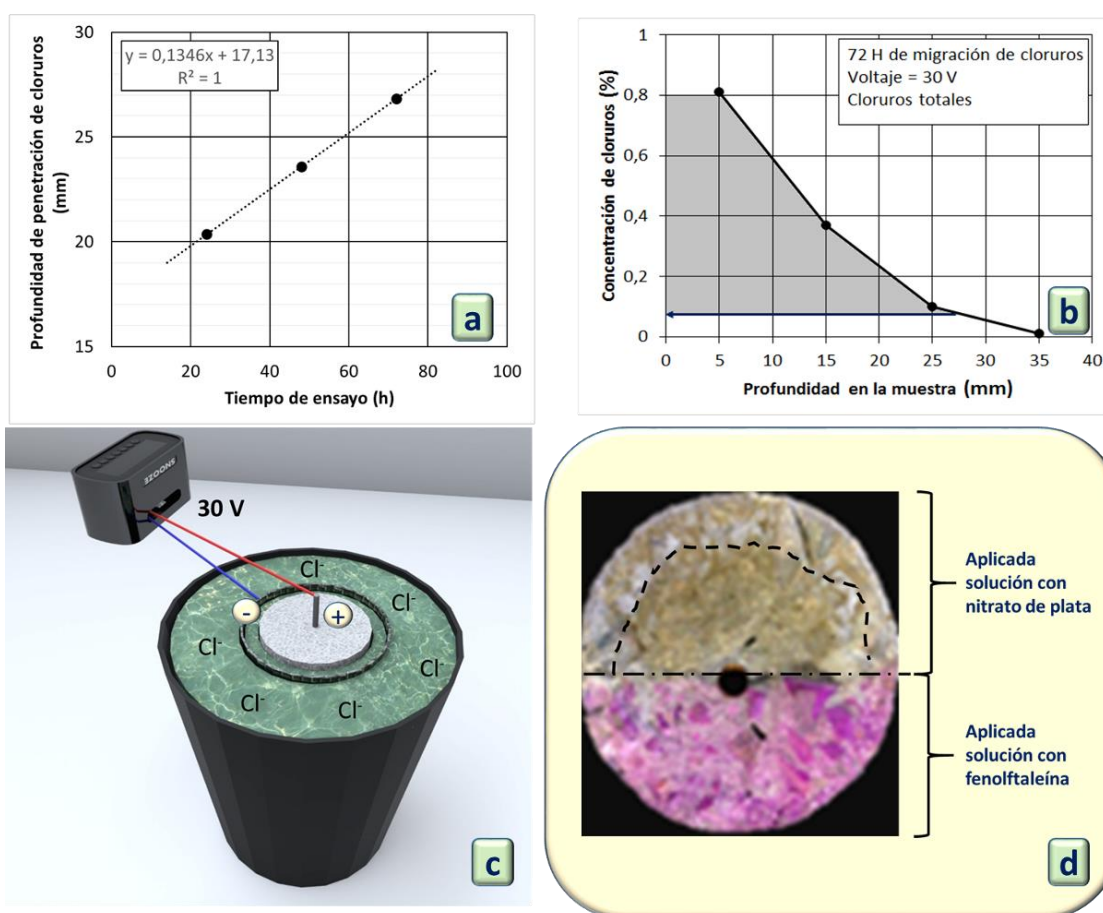 30
25
20
15
0
20
40
60
80
100
Profundidad de penetración de cloruros
(mm)
Tiempo de ensayo (h)
y = 0,1346x + 17,13
R² = 1
a
1
0,8
0,6
0,4
0,2
0
0
5
10
15
20
25
30
35
40
Concentración de cloruros (%)
Profundidad en la muestra (mm)
72 H de migración de cloruros
Voltaje = 30 V
Cloruros totales
b
SNOOZE
30 V
Cl-
Cl-
Cl-
Cl-
Cl-
Cl-
Cl-
-
+
c
Aplicada
solución con
nitrato de plata
Aplicada
solución con
fenolftaleína
d